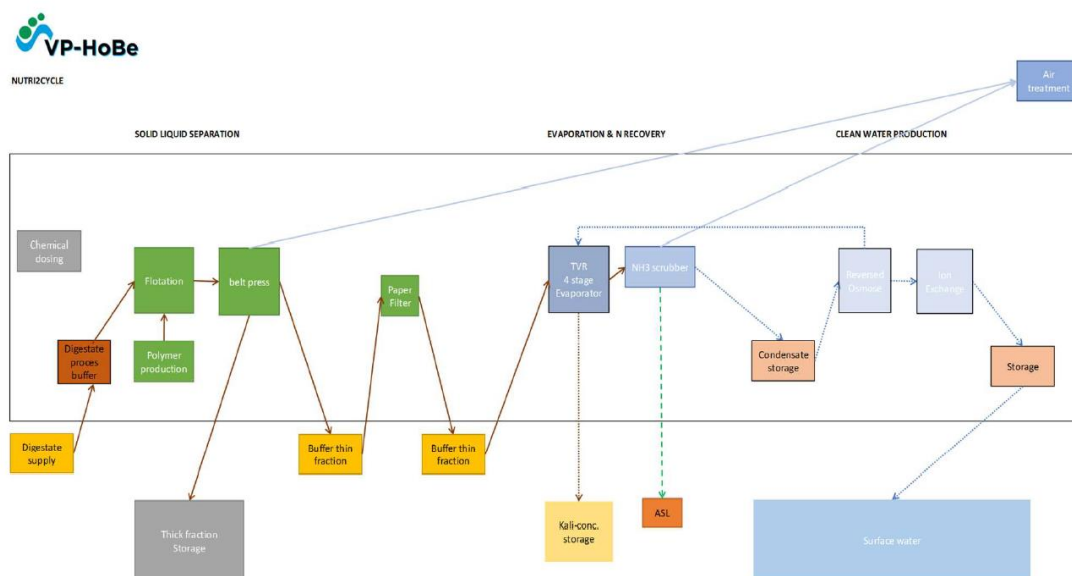 VP-HoBe
NUTRI2CYCLE
Air
treatment
SOLID LIQUID SEPARATION
EVAPORATION & N RECOVERY
CLEAN WATER PRODUCTION
Chemical
dosing
Flotation
belt press
Paper
Filter
TVR
4 stage
Evaporator
NH3 scrubber
Reversed
Osmose
Ion
Exchange
Digestate
proces
buffer
Polymer
production
Condensate
storage
Storage
Digestate
supply
Buffer thin
fraction
Buffer thin
fraction
Thick fraction
Storage
Kali-conc.
storage
ASL
Surface water